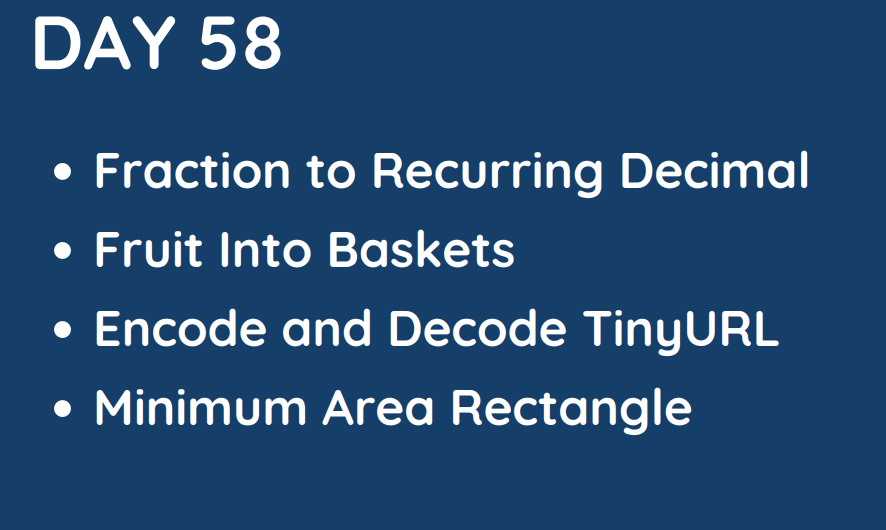 DAY 58
• Fraction to Recurring Decimal
• Fruit Into Baskets
• Encode and Decode TinyURL
• Minimum Area Rectangle